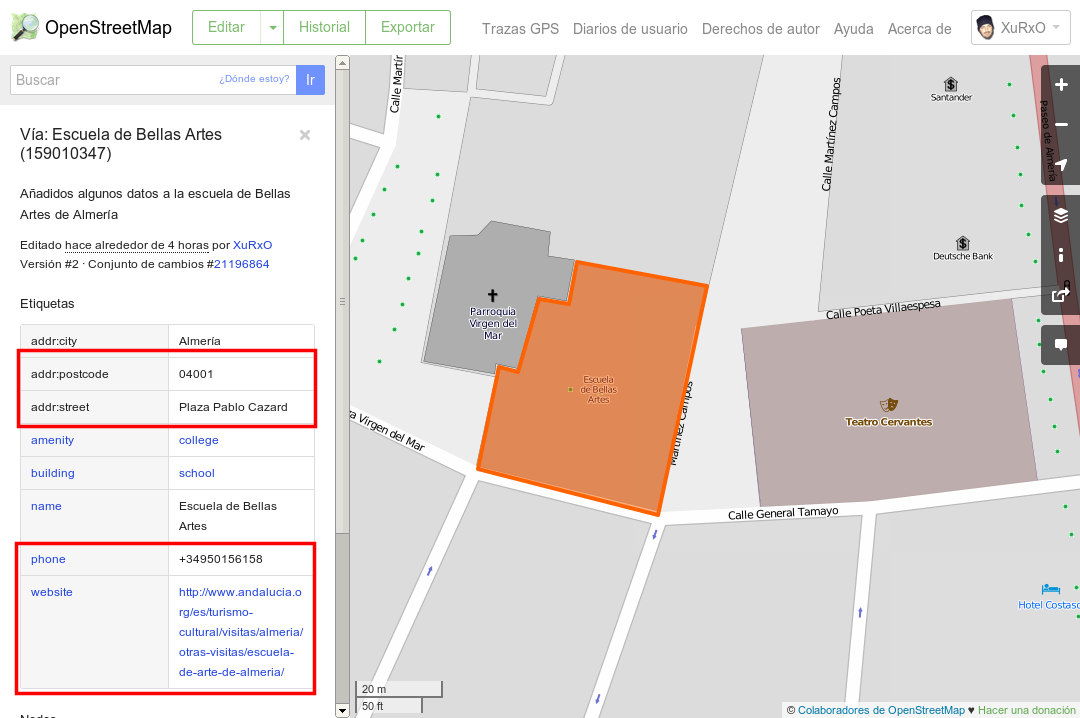 OpenStreetMap
Editar
Historial
Exportar
Trazas GPS
Diarios de usuario
Derechos de autor
Ayuda
Acerca de
XuRxO
Buscar
¿Dónde estoy?
Ir
Vía: Escuela de Bellas Artes
(159010347)
Añadidos algunos datos a la escuela de Bellas
Artes de Almería
Editado hace alrededor de 4 horas por XuRxO
Versión #2 · Conjunto de cambios #21196864
Etiquetas
addr:city Almería
addr:postcode 04001
addr:street Plaza Pablo Cazard
amenity college
building school
name Escuela de Bellas
Artes
phone +34950156158
website http://www.andalucia.o
rg/es/turismo-
cultural/visitas/almeria/
otras-visitas/escuela-
de-arte-de-almeria/
Calle Martín
Calle Martínez Campos
Santander
Paseo de Almería
Deutsche Bank
Parroquia
Virgen del
Mar
Calle Poeta Villaespesa
Escuela
de Bellas
Artes
Martínez Campos
Teatro Cervantes
Virgen del Mar
Calle General Tamayo
Hotel Costaso
20 m
50 ft
© Colaboradores de OpenStreetMap ♥ Hacer una donación